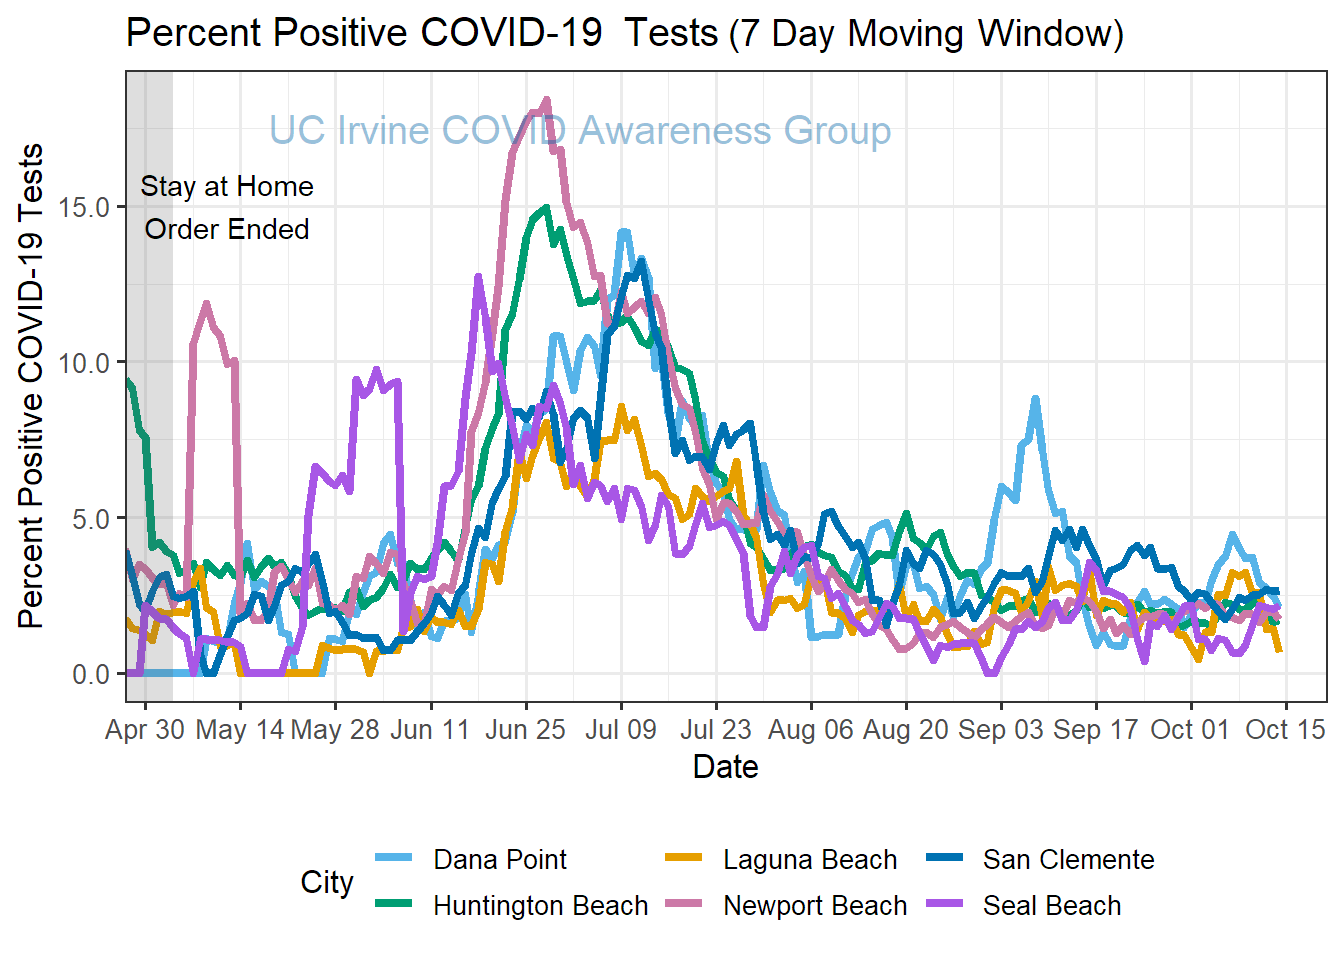 Percent Positive COVID-19  Tests (7 Day Moving Window)
UC Irvine COVID Awareness Group
Stay at Home
Order Ended
Percent Positive COVID-19 Tests
15.0
10.0
5.0
0.0
Apr 30 May 14 May 28 Jun 11 Jun 25 Jul 09 Jul 23 Aug 06 Aug 20 Sep 03 Sep 17 Oct 01 Oct 15
Date
City
Dana Point Laguna Beach San Clemente
Huntington Beach Newport Beach Seal Beach